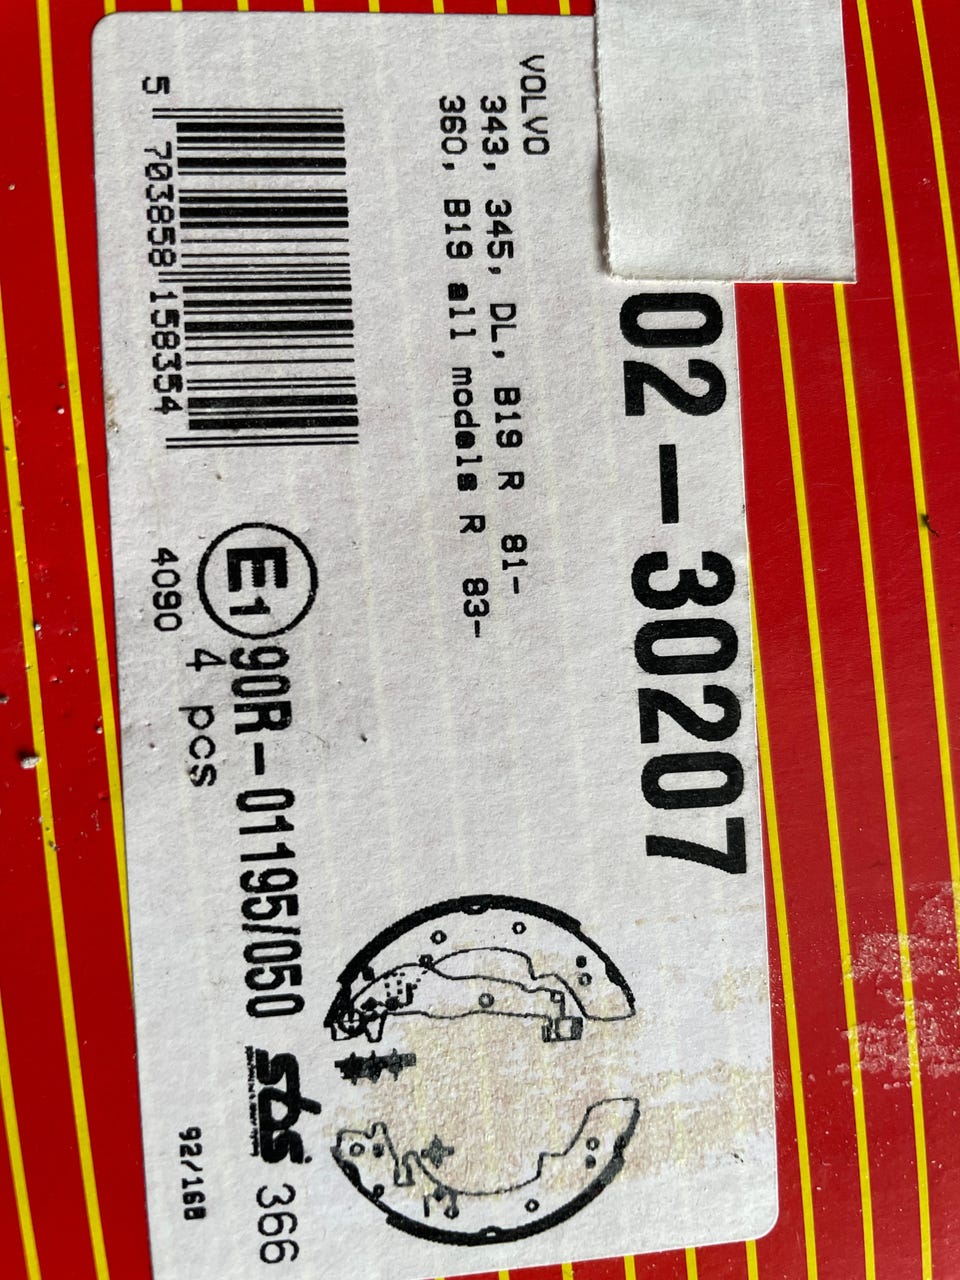 02-30207
VOLVO
343, 345, DL, B19 R 81-
360, B19 all models R 83-
5 703858 158354
E1 90R-01195/050 sbs 366
4 pcs
4090
92/168